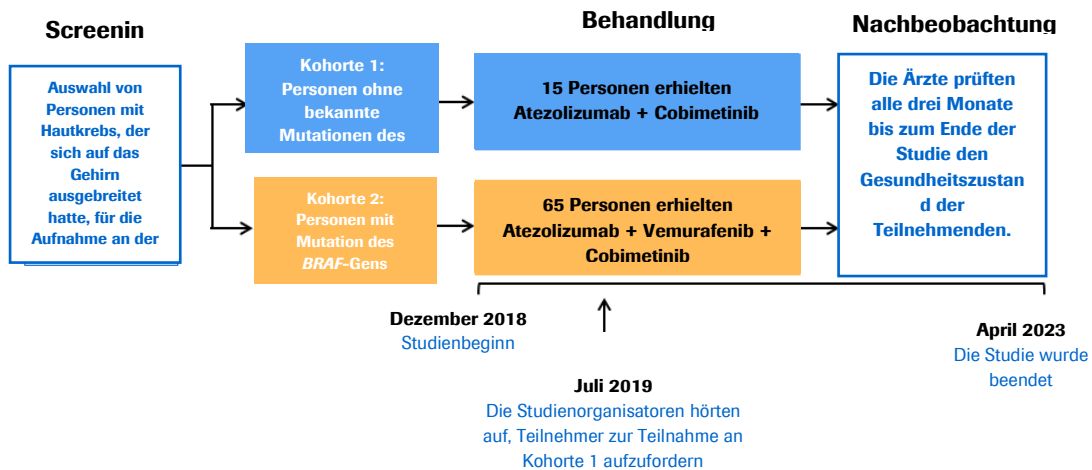 Screenin
Behandlung
Nachbeobachtung
Auswahl von
Personen mit
Hautkrebs, der
sich auf das
Gehirn
ausgebreitet
hatte, für die
Aufnahme an der
Kohorte 1:
Personen ohne
bekannte
Mutationen des
15 Personen erhielten
Atezolizumab + Cobimetinib
Kohorte 2:
Personen mit
Mutation des
BRAF-Gens
65 Personen erhielten
Atezolizumab + Vemurafenib +
Cobimetinib
Die Ärzte prüften
alle drei Monate
bis zum Ende der
Studie den
Gesundheitszustan
d der
Teilnehmenden.
Dezember 2018
Studienbeginn
Juli 2019
Die Studienorganisatoren hörten
auf, Teilnehmer zur Teilnahme an
Kohorte 1 aufzufordern
April 2023
Die Studie wurde
beendet